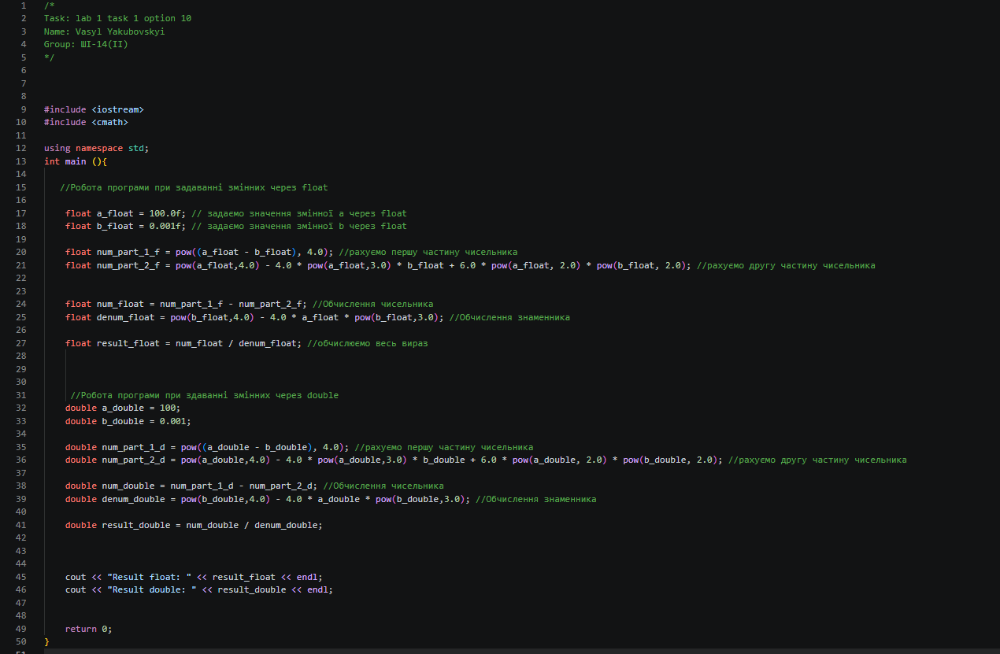 1 /*
2 Task: lab 1 task 1 option 10
3 Name: Vasyl Yakubovskyi
4 Group: ШІ-14(ІІ)
5 */
6
7
8
9 #include <iostream>
10 #include <cmath>
11
12 using namespace std;
13 int main (){
14
15 //Робота програми при задаванні змінних через float
16
17 float a_float = 100.0f; // задаємо значення змінної a через float
18 float b_float = 0.001f; // задаємо значення змінної b через float
19
20 float num_part_1_f = pow((a_float - b_float), 4.0); //рахуємо першу частину чисельника
21 float num_part_2_f = pow(a_float,4.0) - 4.0 * pow(a_float,3.0) * b_float + 6.0 * pow(a_float, 2.0) * pow(b_float, 2.0); //рахуємо другу частину чисельника
22
23
24 float num_float = num_part_1_f - num_part_2_f; //Обчислення чисельника
25 float denum_float = pow(b_float,4.0) - 4.0 * a_float * pow(b_float,3.0); //Обчислення знаменника
26
27 float result_float = num_float / denum_float; //обчислюємо весь вираз
28
29
30
31 //Робота програми при здаванні змінних через double
32 double a_double = 100;
33 double b_double = 0.001;
34
35 double num_part_1_d = pow((a_double - b_double), 4.0); //рахуємо першу частину чисельника
36 double num_part_2_d = pow(a_double,4.0) - 4.0 * pow(a_double,3.0) * b_double + 6.0 * pow(a_double, 2.0) * pow(b_double, 2.0); //рахуємо другу частину чисельника
37
38 double num_double = num_part_1_d - num_part_2_d; //Обчислення чисельника
39 double denum_double = pow(b_double,4.0) - 4.0 * a_double * pow(b_double,3.0); //Обчислення знаменника
40
41 double result_double = num_double / denum_double;
42
43
44
45 cout << "Result float: " << result_float << endl;
46 cout << "Result double: " << result_double << endl;
47
48
49 return 0;
50 }
51